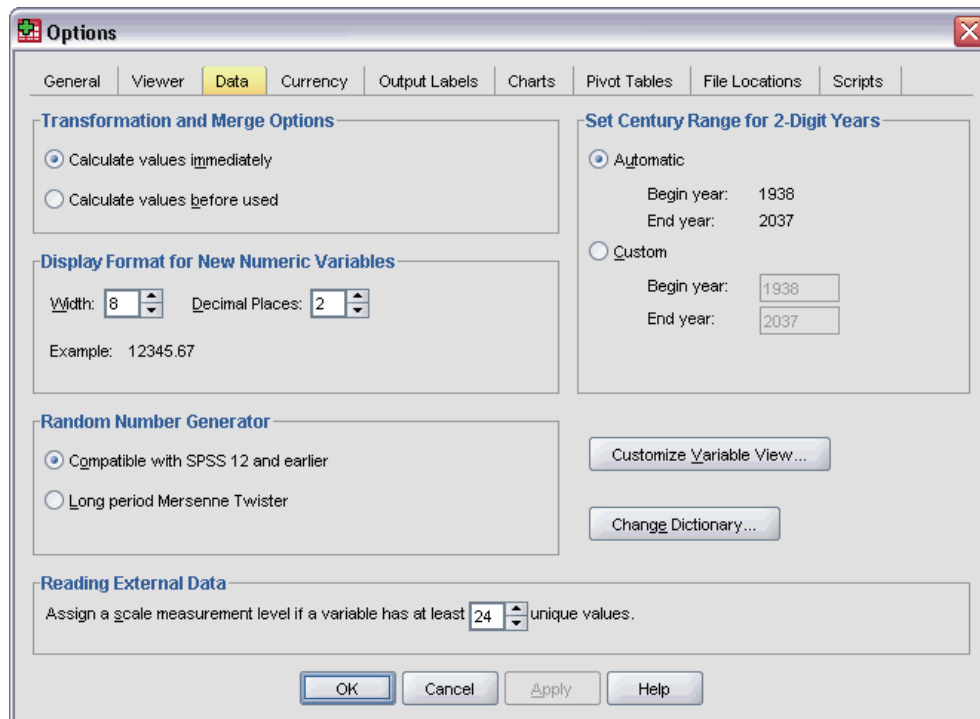 Options
General
Viewer
Data
Currency
Output Labels
Charts
Pivot Tables
File Locations
Scripts
Transformation and Merge Options
Calculate values immediately
Calculate values before used
Display Format for New Numeric Variables
Width: 8 Decimal Places: 2
Example: 12345.67
Random Number Generator
Compatible with SPSS 12 and earlier
Long period Mersenne Twister
Set Century Range for 2-Digit Years
Automatic
Begin year: 1938
End year: 2037
Custom
Begin year: 1938
End year: 2037
Customize Variable View...
Change Dictionary...
Reading External Data
Assign a scale measurement level if a variable has at least 24 unique values.
OK
Cancel
Apply
Help